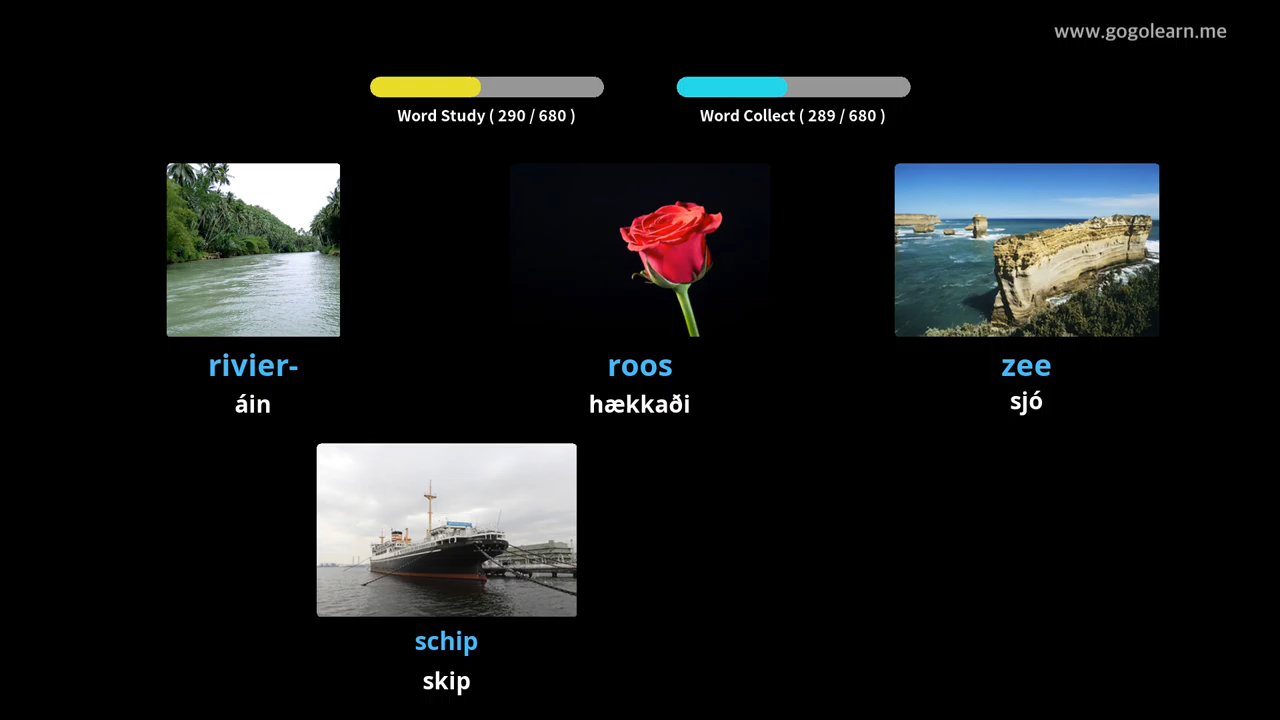 www.gogolearn.me
Word Study ( 290 / 680 )
Word Collect ( 289 / 680 )
rivier-
áin
roos
hækkaði
zee
sjó
schip
skip